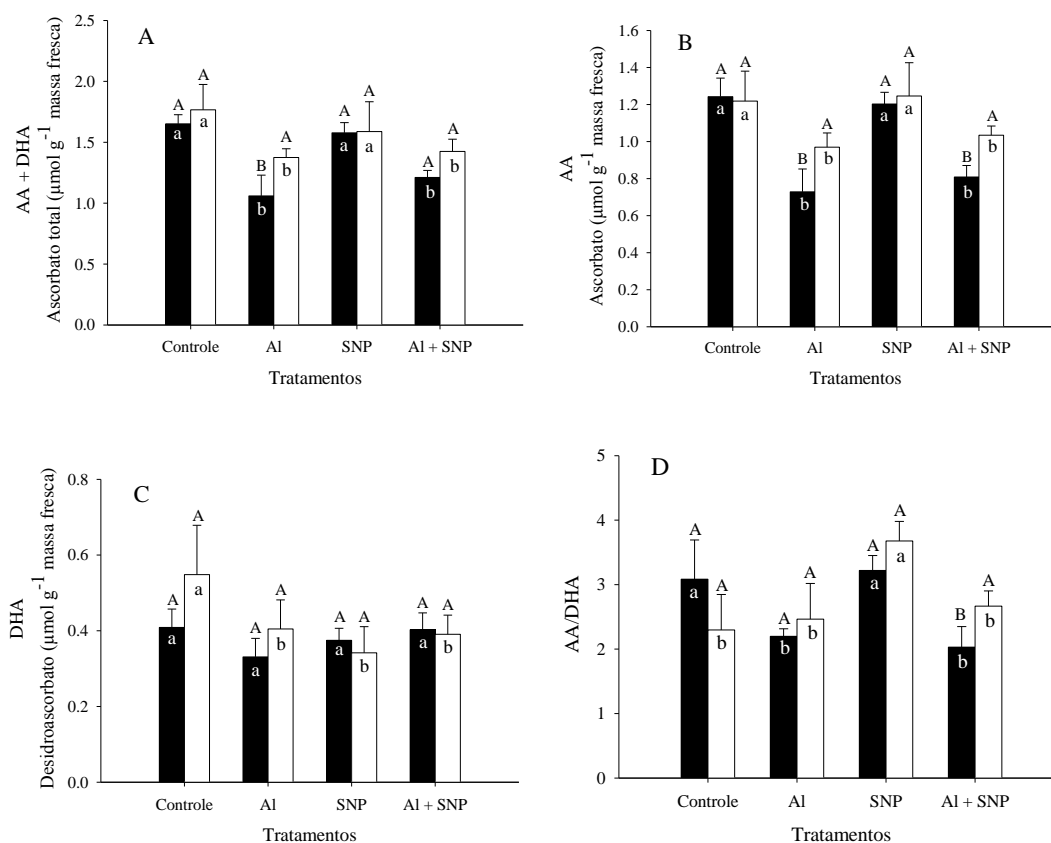 A
AA + DHA
Ascorbato total (µmol g-1 massa fresca)
2.5
2.0
1.5
1.0
0.5
0.0
A A B A A A A A
a a b b a a b b
Controle Al SNP Al + SNP
Tratamentos
B
AA
Ascorbato (µmol g-1 massa fresca)
1.6
1.4
1.2
1.0
0.8
0.6
0.4
0.2
0.0
A A B A A A B A
a a b b a a b b
Controle Al SNP Al + SNP
Tratamentos
C
DHA
Desidroascorbato (µmol g-1 massa fresca)
0.8
0.6
0.4
0.2
0.0
A A A A A A A A
a a a b a b a b
Controle Al SNP Al + SNP
Tratamentos
D
AA/DHA
5
4
3
2
1
0
A A A A A A B A
a b b b a a b b
Controle Al SNP Al + SNP
Tratamentos